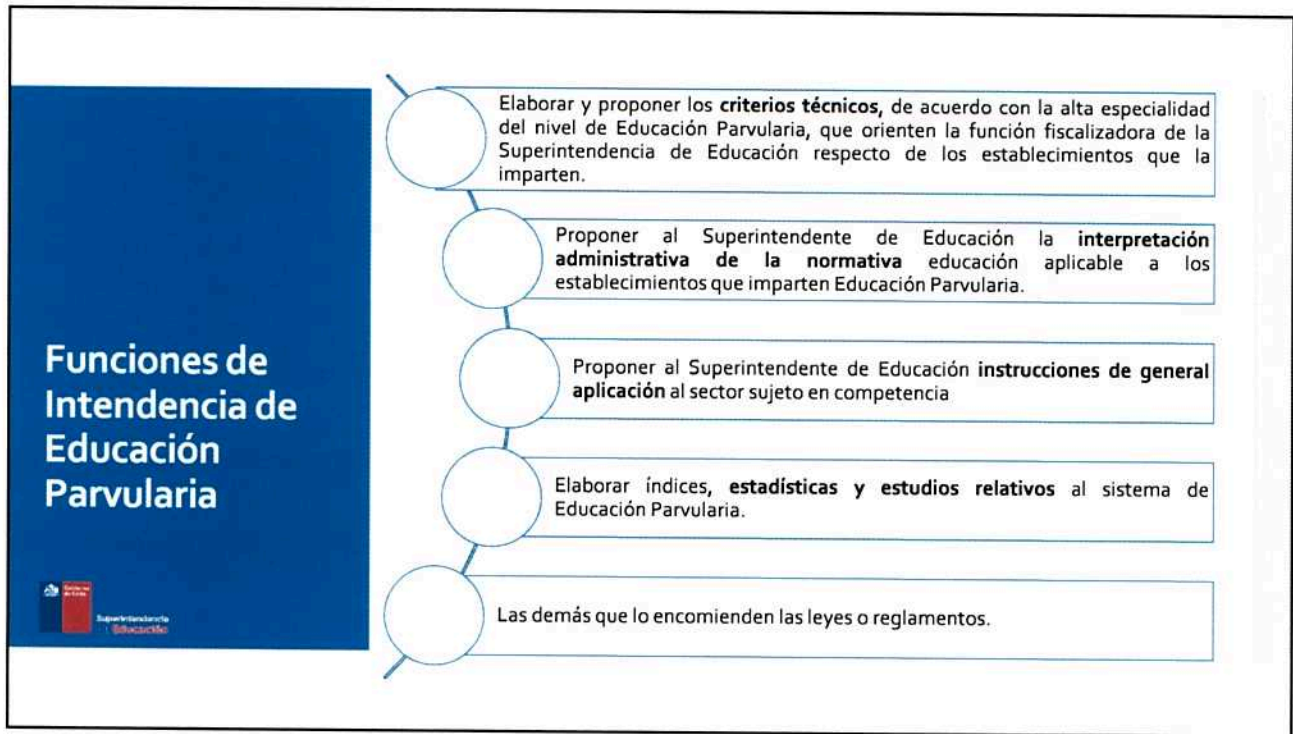 Funciones de
Intendencia de
Educación
Parvularia
Superintendencia
Educación
Elaborar y proponer los criterios técnicos, de acuerdo con la alta especialidad
del nivel de Educación Parvularia, que orienten la función fiscalizadora de la
Superintendencia de Educación respecto de los establecimientos que la
imparten.
Proponer al Superintendente de Educación la interpretación
administrativa de la normativa educación aplicable a los
establecimientos que imparten Educación Parvularia.
Proponer al Superintendente de Educación instrucciones de general
aplicación al sector sujeto en competencia
Elaborar índices, estadísticas y estudios relativos al sistema de
Educación Parvularia.
Las demás que lo encomienden las leyes o reglamentos.